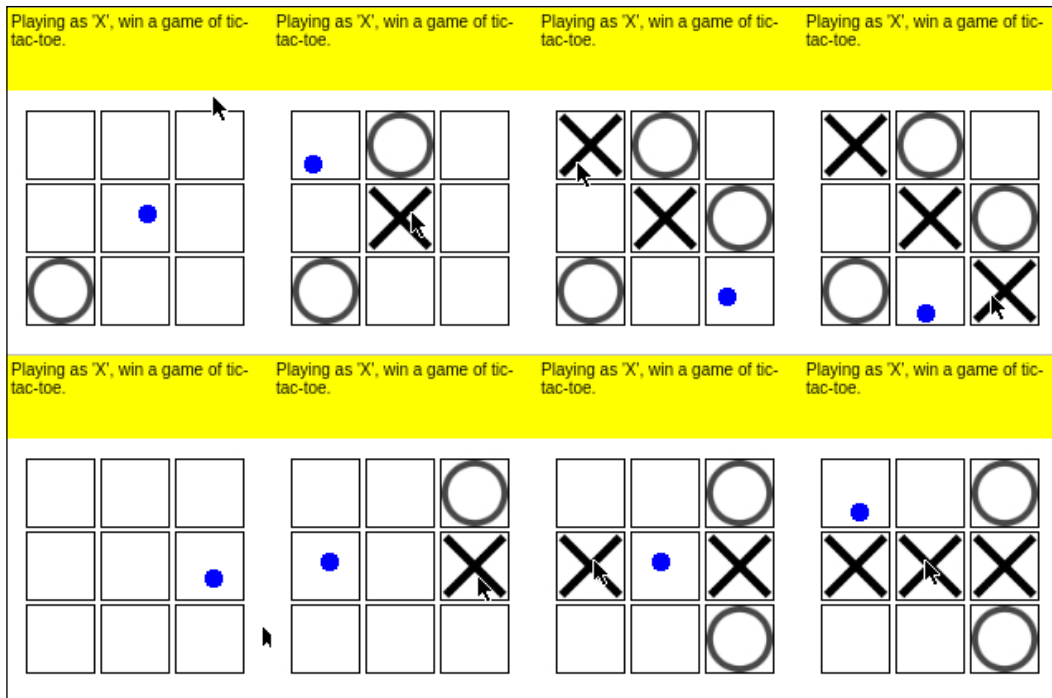 Playing as 'X', win a game of tic-
tac-toe.
Playing as 'X', win a game of tic-
tac-toe.
Playing as 'X', win a game of tic-
tac-toe.
Playing as 'X', win a game of tic-
tac-toe.
Playing as 'X', win a game of tic-
tac-toe.
Playing as 'X', win a game of tic-
tac-toe.
Playing as 'X', win a game of tic-
tac-toe.
Playing as 'X', win a game of tic-
tac-toe.